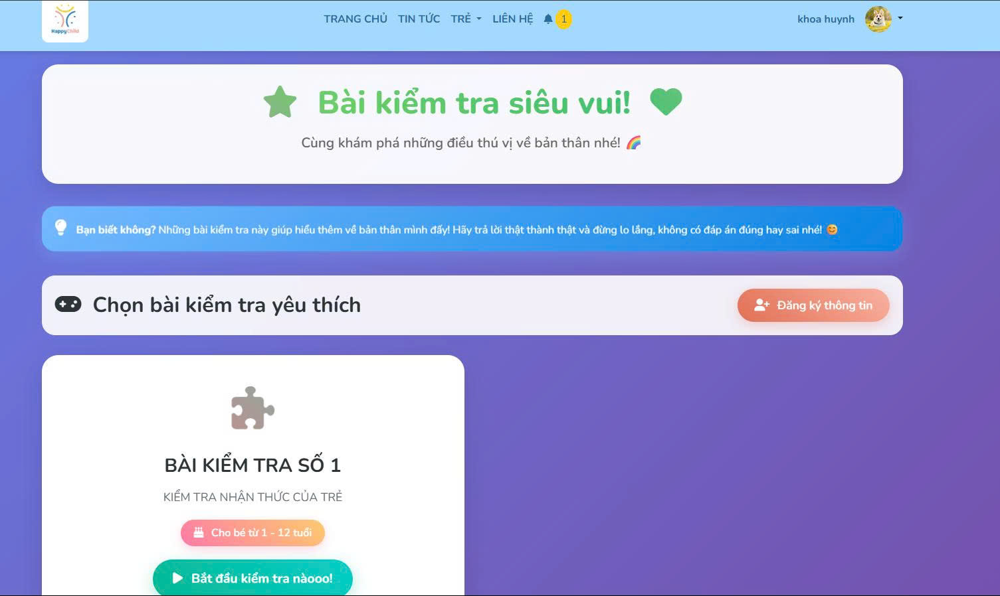 HappyChild
TRANG CHỦ TIN TỨC TRẺ LIÊN HỆ 1 khoa huynh
Bài kiểm tra siêu vui!
Cùng khám phá những điều thú vị về bản thân nhé! 🌈
Bạn biết không? Những bài kiểm tra này giúp hiểu thêm về bản thân mình đấy! Hãy trả lời thật thành thật và đừng lo lắng, không có đáp án đúng hay sai nhé! 😊
Chọn bài kiểm tra yêu thích
Đăng ký thông tin
BÀI KIỂM TRA SỐ 1
KIỂM TRA NHẬN THỨC CỦA TRẺ
Cho bé từ 1 - 12 tuổi
Bắt đầu kiểm tra nàooo!